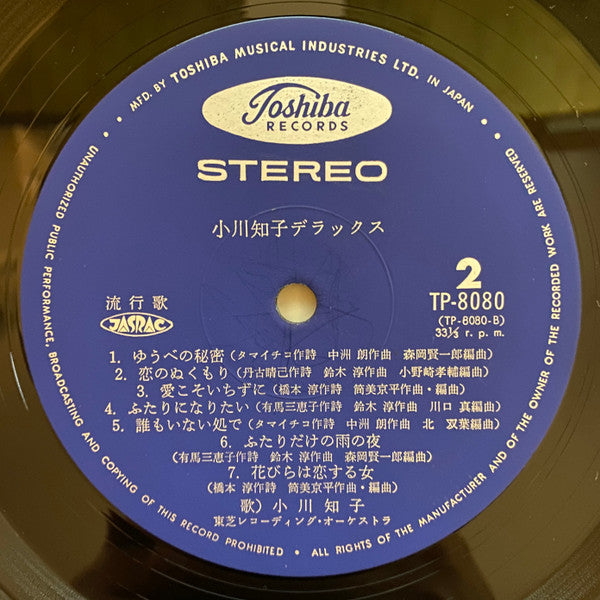 • MFD. BY TOSHIBA MUSICAL INDUSTRIES LTD. IN JAPAN •
Toshiba
RECORDS
STEREO
小川知子デラックス
2
TP-8080
(TP-8080-B)
33⅓ r. p. m.
流行歌
JASRAC
1. ゆうべの秘密(タマイチコ作詩 中洲 朗作曲 森岡賢一郎編曲)
2. 恋のぬくもり(丹古晴己作詩 鈴木 淳作曲 小野崎孝輔編曲)
3. 愛こそいちずに(橋本 淳作詩 筒美京平作曲・編曲)
4. ふたりになりたい(有馬三恵子作詩 鈴木 淳作曲 川口 真編曲)
5. 誰もいない処で(タマイチコ作詩 中洲 朗作曲 北 双葉編曲)
6. ふたりだけの雨の夜
(有馬三恵子作詩 鈴木 淳作曲 森岡賢一郎編曲)
7. 花びらは恋する女
(橋本 淳作詩 筒美京平作曲・編曲)
歌) 小川知子
東芝レコーディング・オーケストラ
UNAUTHORIZED PUBLIC PERFORMANCE, BROADCASTING AND COPYING OF THIS RECORD PROHIBITED • ALL RIGHTS OF THE MANUFACTURER AND OF THE OWNER OF THE RECORDED WORK ARE RESERVED